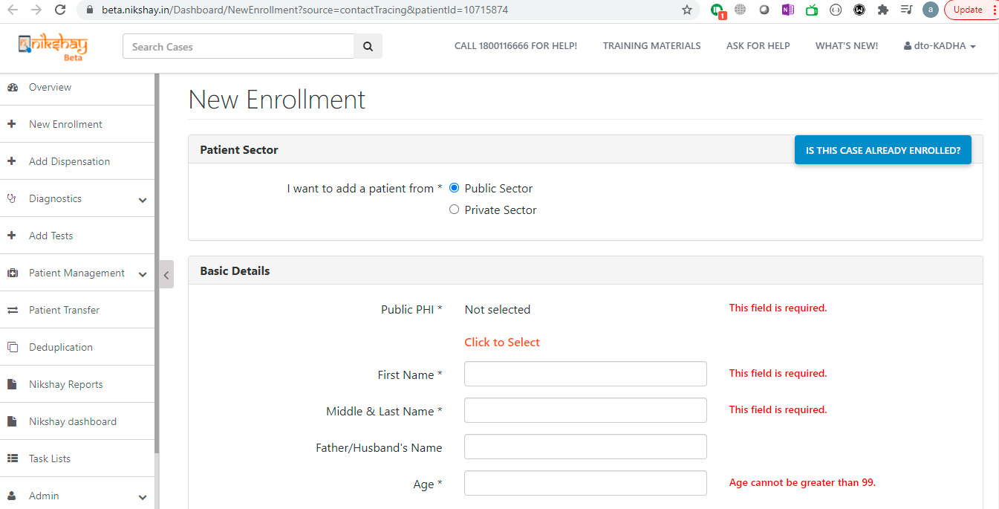 beta.nikshay.in/Dashboard/NewEnrollment?source=contactTracing&patientId=10715874
1
a
Update
nikshay
Beta
Search Cases
CALL 1800116666 FOR HELP!
TRAINING MATERIALS
ASK FOR HELP
WHAT'S NEW!
dto-KADHA
Overview
New Enrollment
Add Dispensation
Diagnostics
Add Tests
Patient Management
Patient Transfer
Deduplication
Nikshay Reports
Nikshay dashboard
Task Lists
Admin
New Enrollment
Patient Sector
IS THIS CASE ALREADY ENROLLED?
I want to add a patient from * Public Sector
Private Sector
Basic Details
Public PHI * Not selected This field is required.
Click to Select
First Name * This field is required.
Middle & Last Name * This field is required.
Father/Husband's Name
Age * Age cannot be greater than 99.